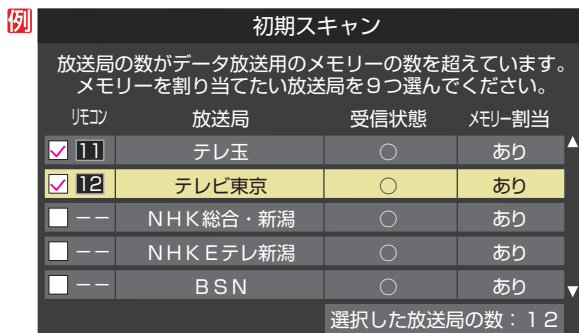 例
初期スキャン
放送局の数がデータ放送用のメモリーの数を超えています。
メモリーを割り当てたい放送局を9つ選んでください。
リモコン 放送局 受信状態 メモリー割当
11 テレ玉 ○ あり
12 テレビ東京 ○ あり
－－ NHK総合・新潟 ○ あり
－－ NHKEテレ新潟 ○ あり
－－ BSN ○ あり
選択した放送局の数：12